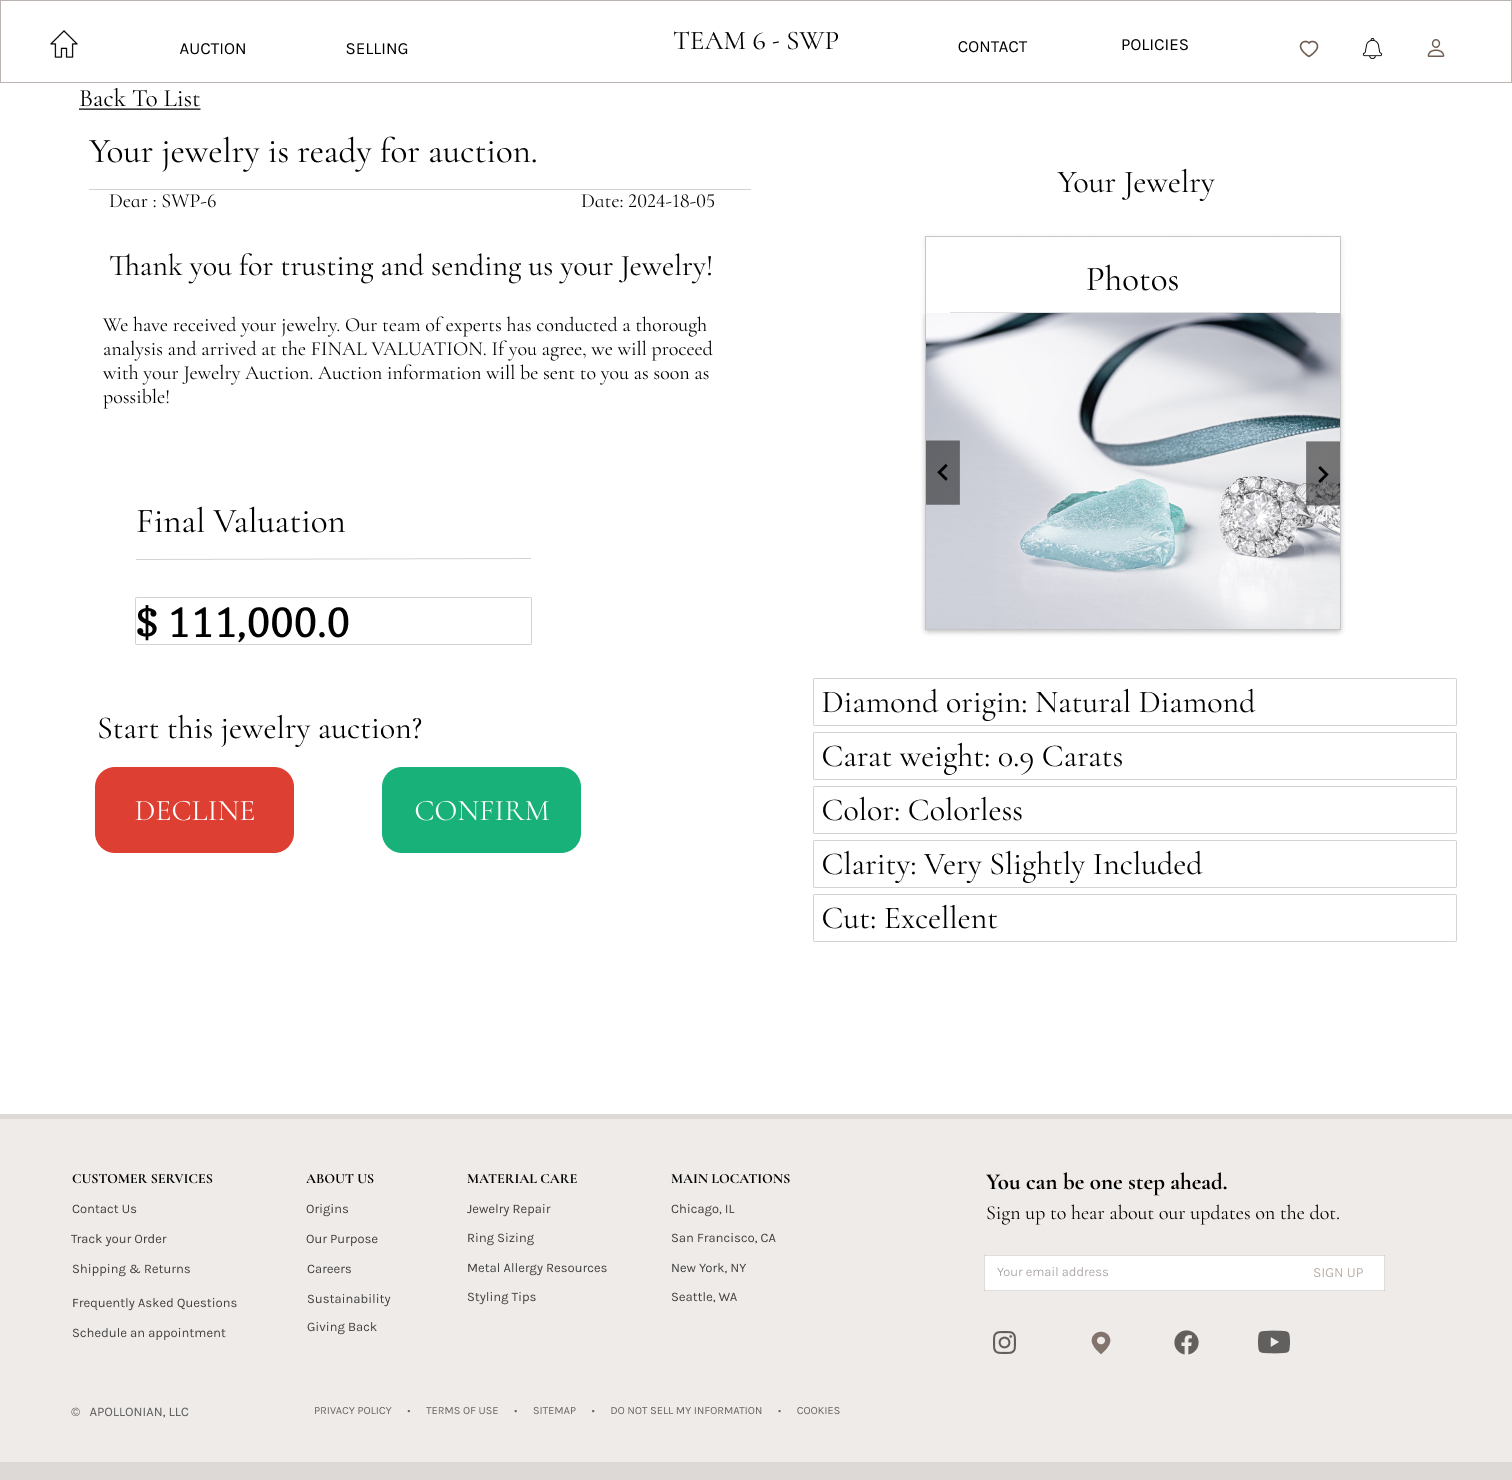 AUCTION
SELLING
TEAM 6 - SWP
CONTACT
POLICIES
Back To List
Your jewelry is ready for auction.
Dear : SWP-6
Date: 2024-18-05
Thank you for trusting and sending us your Jewelry!
We have received your jewelry. Our team of experts has conducted a thorough
analysis and arrived at the FINAL VALUATION. If you agree, we will proceed
with your Jewelry Auction. Auction information will be sent to you as soon as
possible!
Final Valuation
$ 111,000.0
Start this jewelry auction?
DECLINE
CONFIRM
Your Jewelry
Photos
Diamond origin: Natural Diamond
Carat weight: 0.9 Carats
Color: Colorless
Clarity: Very Slightly Included
Cut: Excellent
CUSTOMER SERVICES
Contact Us
Track your Order
Shipping & Returns
Frequently Asked Questions
Schedule an appointment
ABOUT US
Origins
Our Purpose
Careers
Sustainability
Giving Back
MATERIAL CARE
Jewelry Repair
Ring Sizing
Metal Allergy Resources
Styling Tips
MAIN LOCATIONS
Chicago, IL
San Francisco, CA
New York, NY
Seattle, WA
You can be one step ahead.
Sign up to hear about our updates on the dot.
Your email address
SIGN UP
© APOLLONIAN, LLC
PRIVACY POLICY • TERMS OF USE • SITEMAP • DO NOT SELL MY INFORMATION • COOKIES